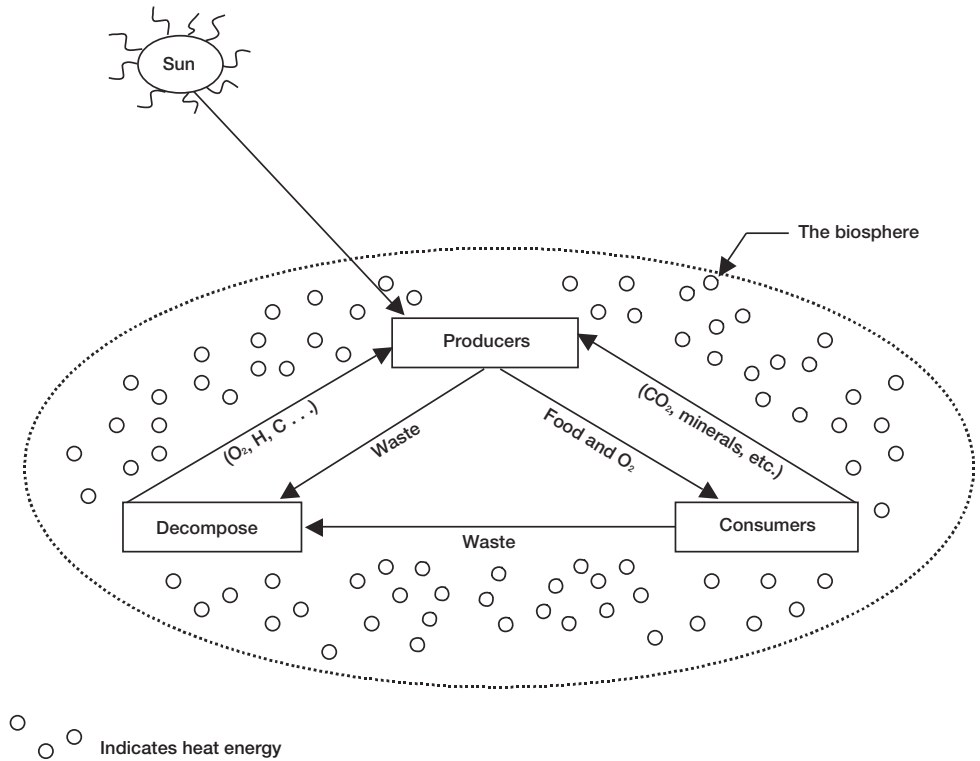 Sun
The biosphere
Producers
(O₂, H, C . . .)
Waste
Food and O₂
(CO₂, minerals, etc.)
Decompose
Consumers
Waste
Indicates heat energy